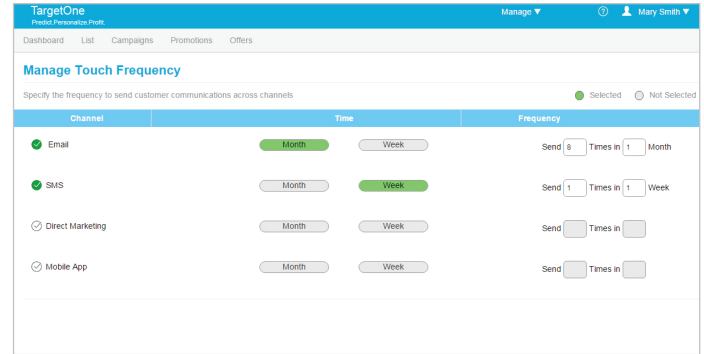 TargetOne
Predict.Personalize.Profit.
Manage ▼ ? Mary Smith ▼
Dashboard List Campaigns Promotions Offers
Manage Touch Frequency
Specify the frequency to send customer communications across channels Selected Not Selected
Channel Time Frequency
Email Month Week Send 8 Times in 1 Month
SMS Month Week Send 1 Times in 1 Week
Direct Marketing Month Week Send Times in
Mobile App Month Week Send Times in